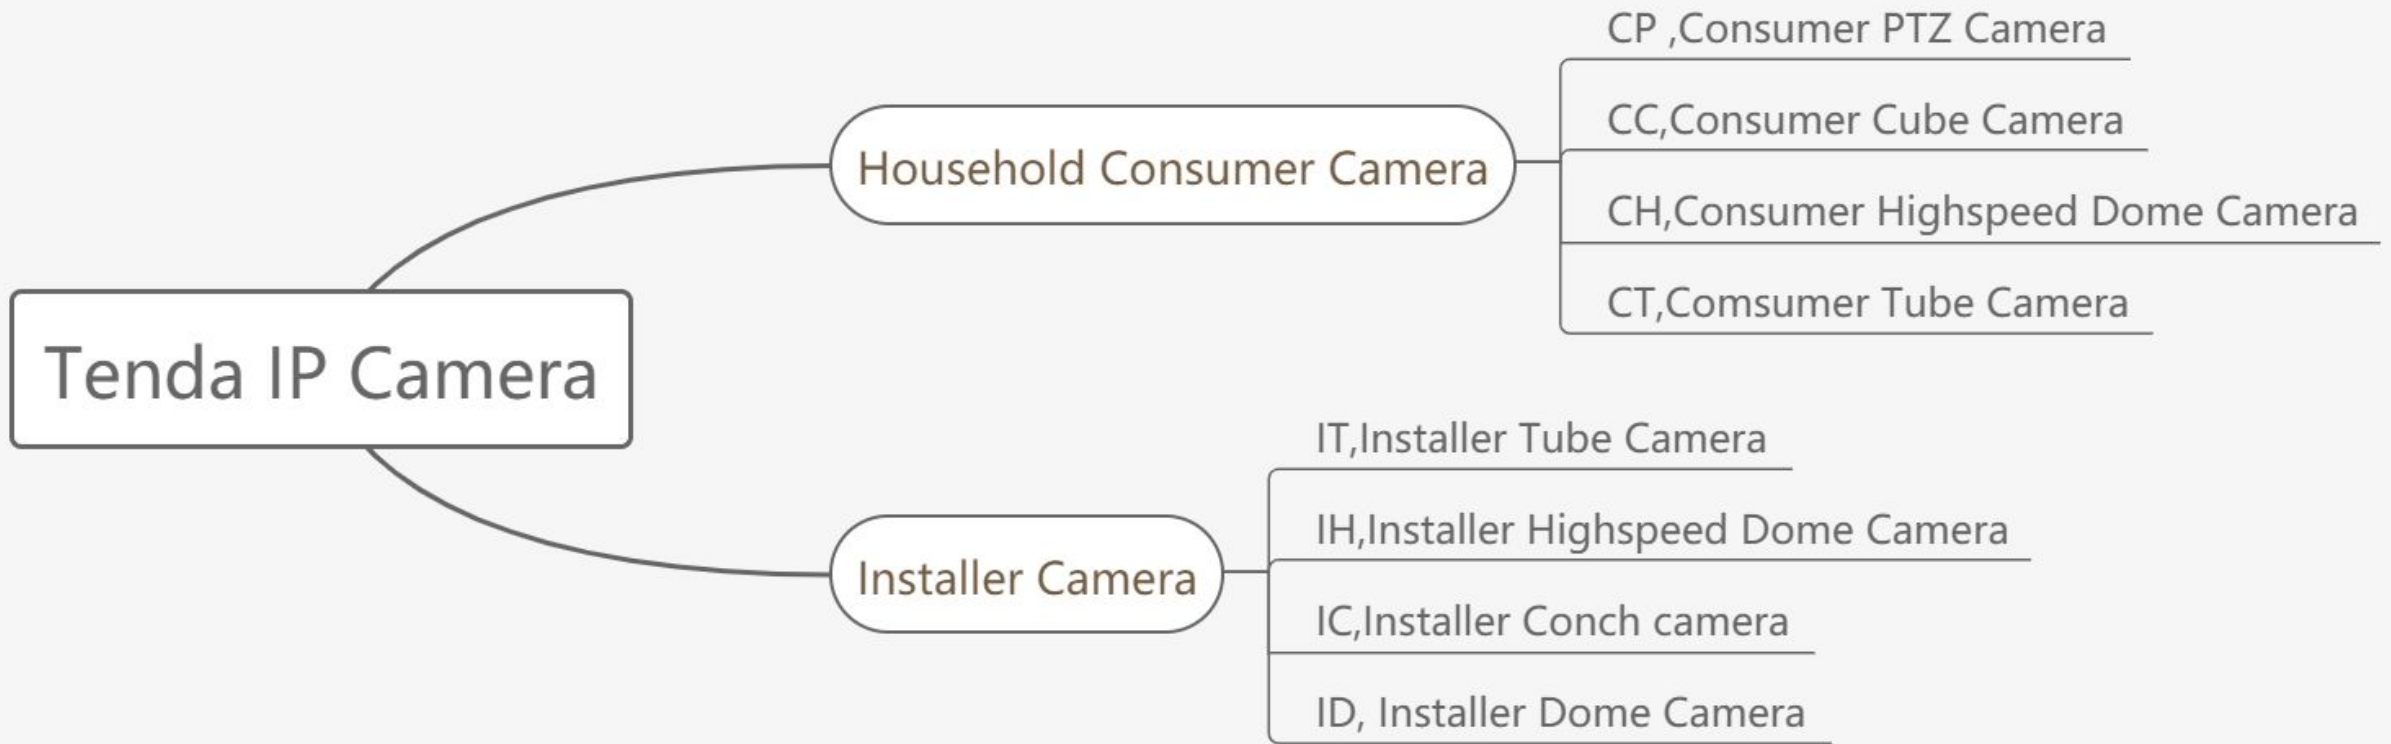 Tenda IP Camera
Household Consumer Camera
CP ,Consumer PTZ Camera
CC,Consumer Cube Camera
CH,Consumer Highspeed Dome Camera
CT,Comsumer Tube Camera
Installer Camera
IT,Installer Tube Camera
IH,Installer Highspeed Dome Camera
IC,Installer Conch camera
ID, Installer Dome Camera